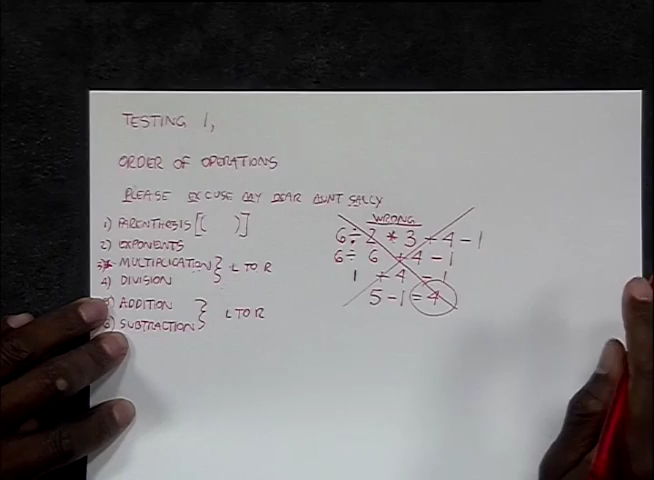 TESTING 1,
ORDER OF OPERATIONS
PLEASE EXCUSE MY DEAR AUNT SALLY
1) PARENTHESIS [( )]
2) EXPONENTS
3)* MULTIPLICATION } L TO R
4) DIVISION
5) ADDITION } L TO R
6) SUBTRACTION
WRONG
6 ÷ 2 * 3 + 4 - 1
6 ÷ 6 + 4 - 1
1 + 4 - 1
5 - 1 = 4